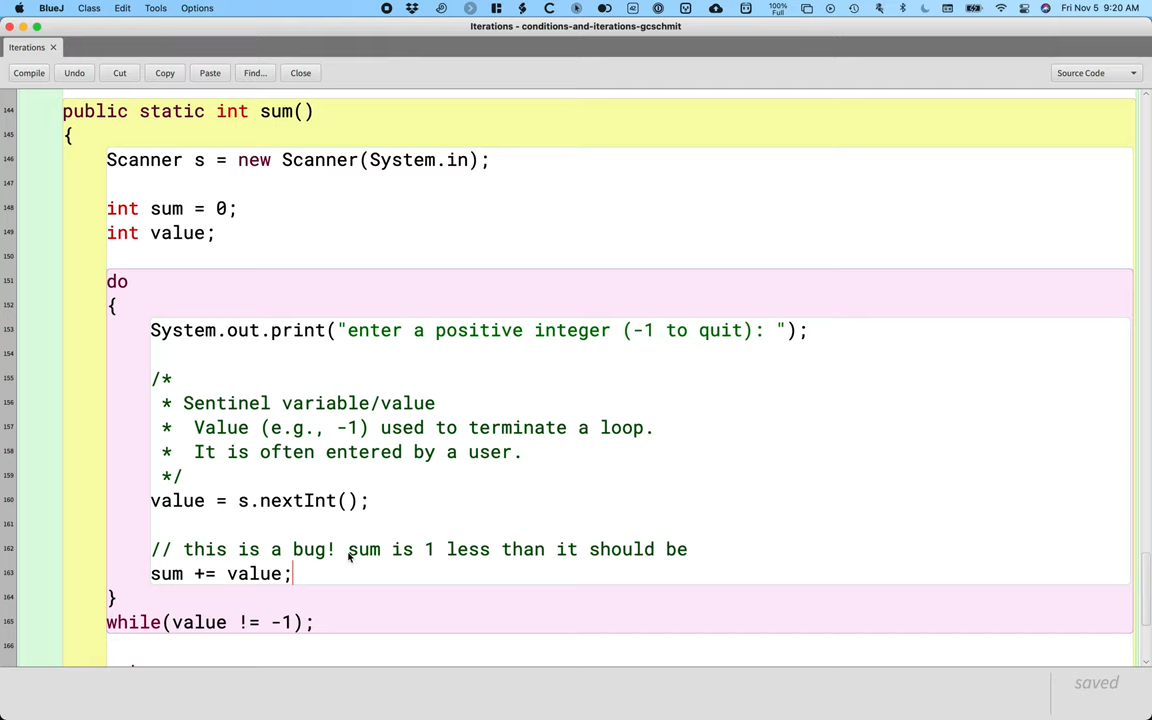 BlueJ Class Edit Tools Options 42 100% Full Fri Nov 5 9:20 AM
Iterations - conditions-and-iterations-gcschmit
Iterations ×
Compile Undo Cut Copy Paste Find... Close Source Code
144 public static int sum()
145 {
146 Scanner s = new Scanner(System.in);
147
148 int sum = 0;
149 int value;
150
151 do
152 {
153 System.out.print("enter a positive integer (-1 to quit): ");
154
155 /*
156 * Sentinel variable/value
157 * Value (e.g., -1) used to terminate a loop.
158 * It is often entered by a user.
159 */
160 value = s.nextInt();
161
162 // this is a bug! sum is 1 less than it should be
163 sum += value;
164 }
165 while(value != -1);
166
saved